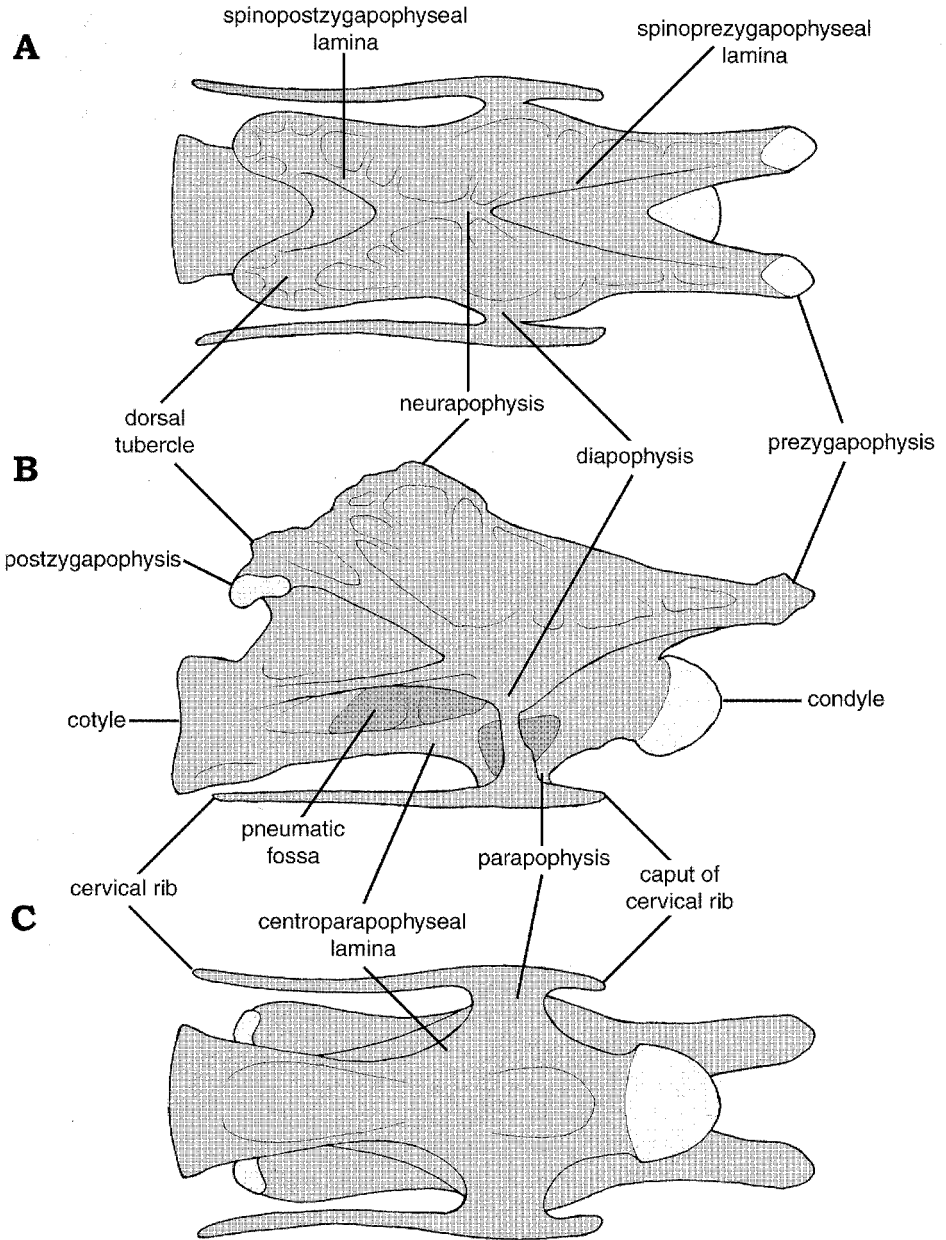 A
spinopostzygapophyseal
lamina
spinoprezygapophyseal
lamina
dorsal
tubercle
neurapophysis
diapophysis
prezygapophysis
B
postzygapophysis
cotyle
condyle
pneumatic
fossa
parapophysis
cervical rib
caput of
cervical rib
C
centroparapophyseal
lamina